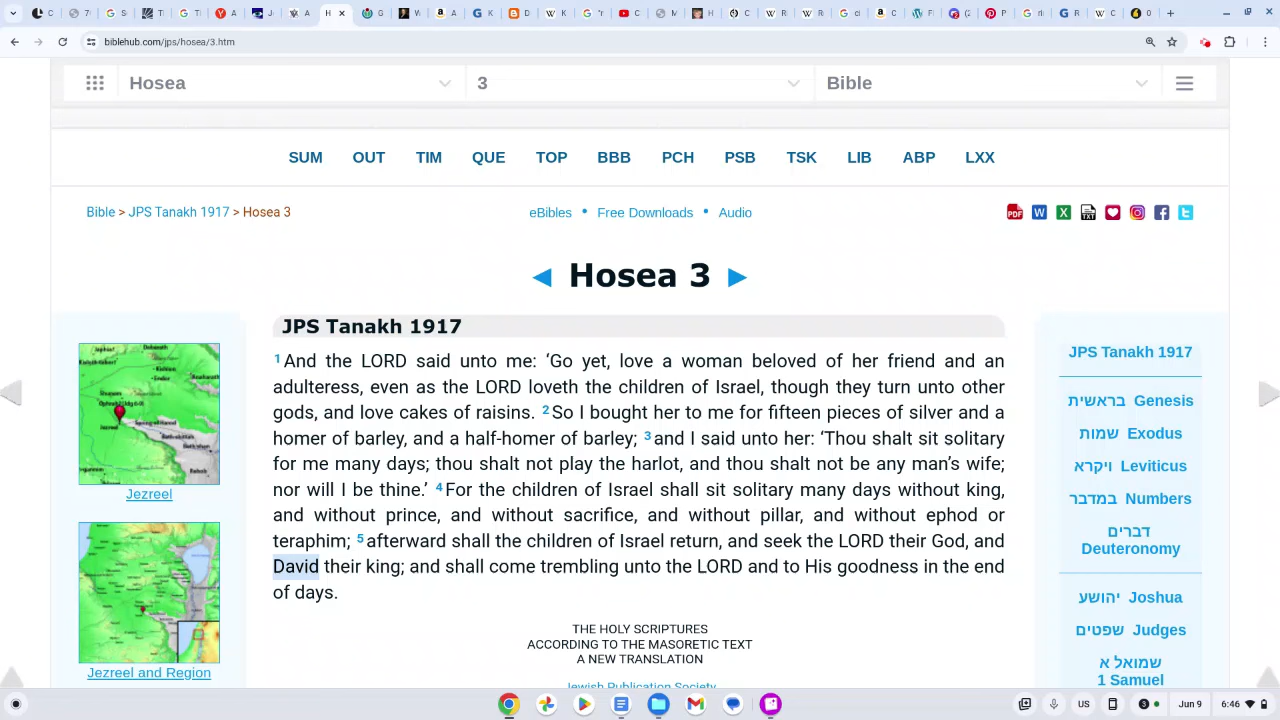 biblehub.com/jps/hosea/3.htm
Hosea
3
Bible
SUM OUT TIM QUE TOP BBB PCH PSB TSK LIB ABP LXX
Bible > JPS Tanakh 1917 > Hosea 3
eBibles • Free Downloads • Audio
◄ Hosea 3 ►
JPS Tanakh 1917
1 And the LORD said unto me: ‘Go yet, love a woman beloved of her friend and an
adulteress, even as the LORD loveth the children of Israel, though they turn unto other
gods, and love cakes of raisins. 2 So I bought her to me for fifteen pieces of silver and a
homer of barley, and a half-homer of barley; 3 and I said unto her: ‘Thou shalt sit solitary
for me many days; thou shalt not play the harlot, and thou shalt not be any man’s wife;
nor will I be thine.’ 4 For the children of Israel shall sit solitary many days without king,
and without prince, and without sacrifice, and without pillar, and without ephod or
teraphim; 5 afterward shall the children of Israel return, and seek the LORD their God, and
David their king; and shall come trembling unto the LORD and to His goodness in the end
of days.
THE HOLY SCRIPTURES
ACCORDING TO THE MASORETIC TEXT
A NEW TRANSLATION
Jewish Publication Society
Jezreel
Jezreel and Region
JPS Tanakh 1917
בראשית Genesis
שמות Exodus
ויקרא Leviticus
במדבר Numbers
דברים
Deuteronomy
יהושע Joshua
שפטים Judges
שמואל א
1 Samuel
US
3
Jun 9
6:46